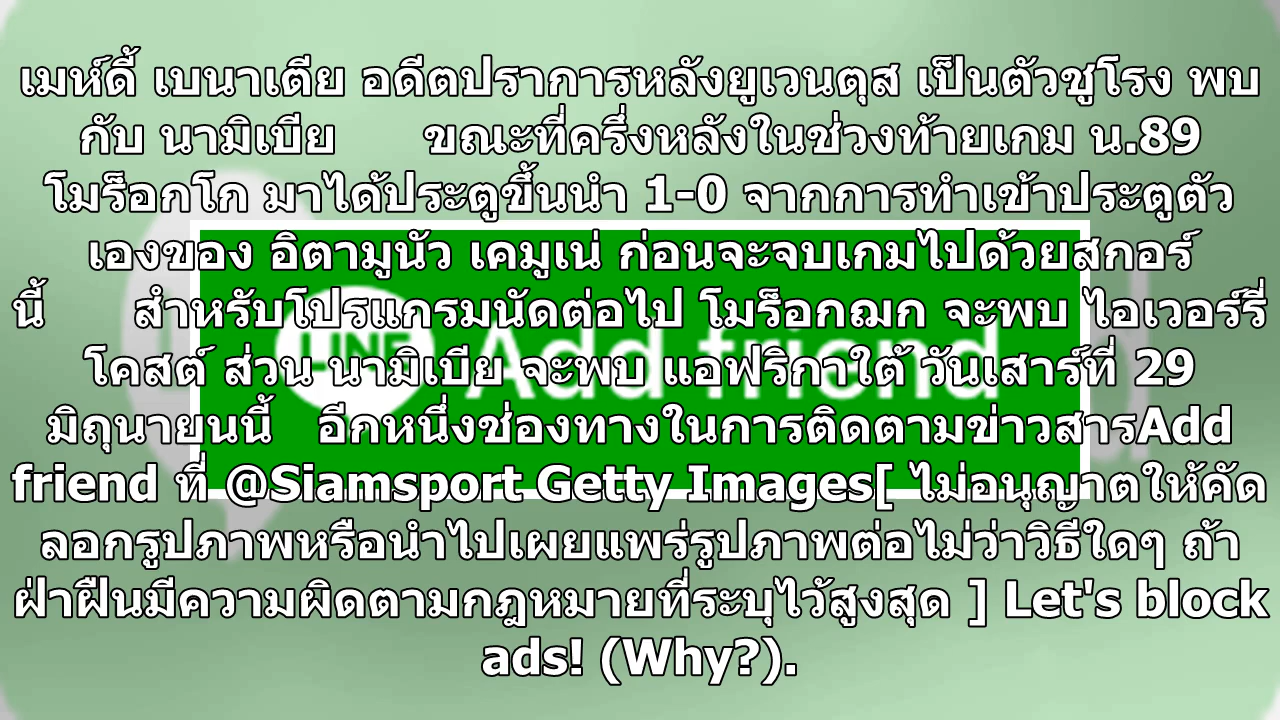 เมห์ดี้ เบนาเตีย อดีตปราการหลังยูเวนตุส เป็นตัวชูโรง พบ
กับ นามิเบีย ขณะที่ครึ่งหลังในช่วงท้ายเกม น.89
โมร็อกโก มาได้ประตูขึ้นนำ 1-0 จากการทำเข้าประตูตัว
เองของ อิตามูนัว เคมูเน่ ก่อนจะจบเกมไปด้วยสกอร์
นี้ สำหรับโปรแกรมนัดต่อไป โมร็อกฌก จะพบ ไอเวอร์รี่
LINE Add friend
โคสต์ ส่วน นามิเบีย จะพบ แอฟริกาใต้ วันเสาร์ที่ 29
มิถุนายนนี้ อีกหนึ่งช่องทางในการติดตามข่าวสารAdd
friend ที่ @Siamsport Getty Images[ ไม่อนุญาตให้คัด
ลอกรูปภาพหรือนำไปเผยแพร่รูปภาพต่อไม่ว่าวิธีใดๆ ถ้า
ฝ่าฝืนมีความผิดตามกฎหมายที่ระบุไว้สูงสุด ] Let's block
ads! (Why?).